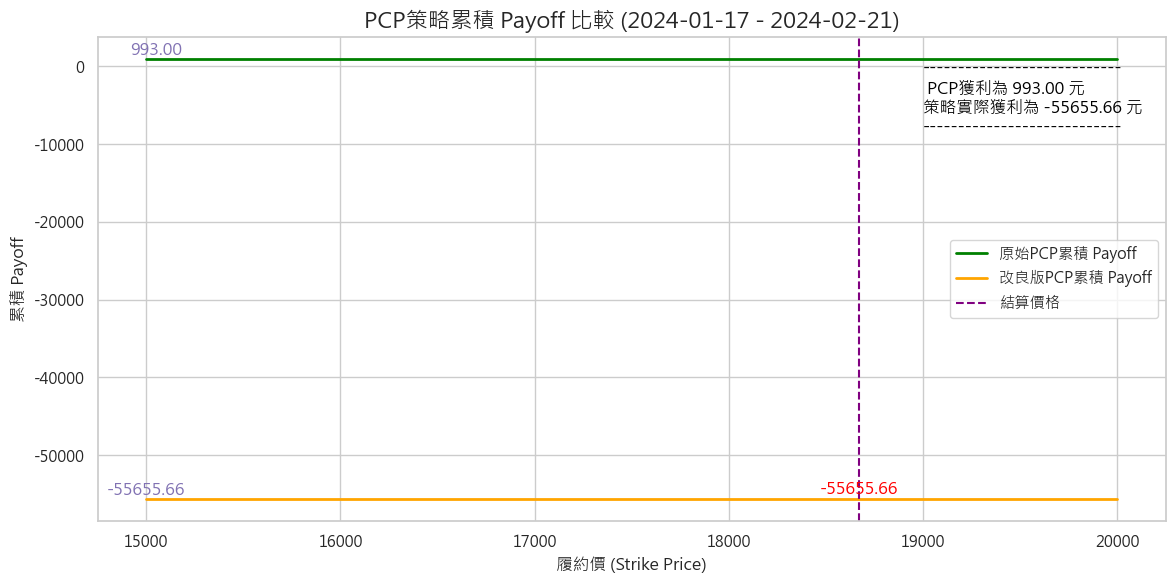 PCP策略累積 Payoff 比較 (2024-01-17 - 2024-02-21)
993.00
PCP獲利為 993.00 元
策略實際獲利為 -55655.66 元
原始PCP累積 Payoff
改良版PCP累積 Payoff
結算價格
-55655.66
-55655.66
累積 Payoff
0
-10000
-20000
-30000
-40000
-50000
15000
16000
17000
18000
19000
20000
履約價 (Strike Price)